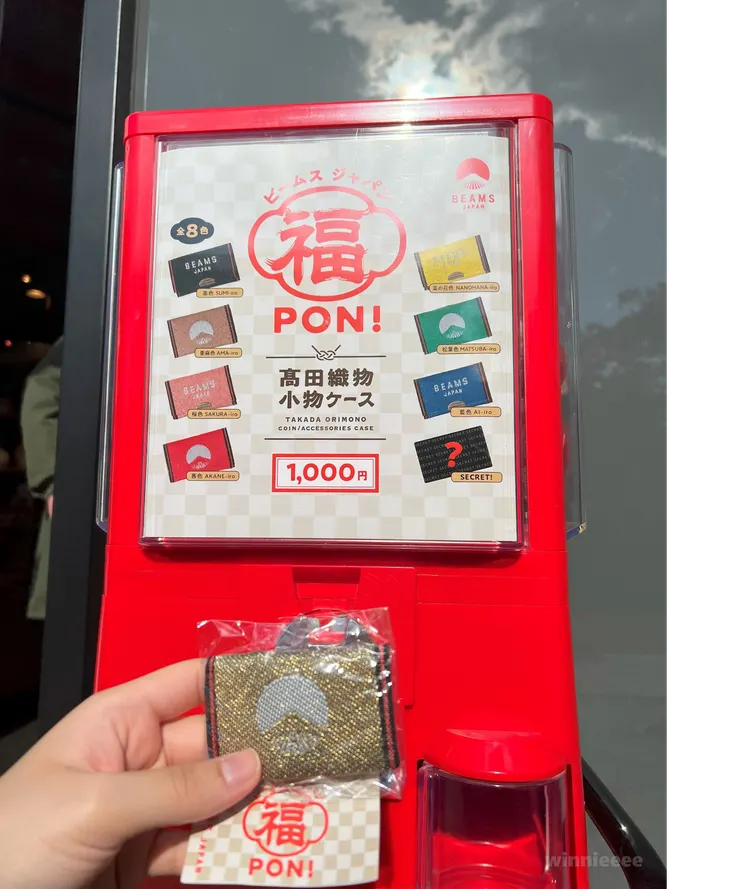 ビームス ジャパン
福
PON!
BEAMS
JAPAN
全8色
BEAMS
JAPAN
墨色 SUMI-iro
亜麻色 AMA-iro
桜色 SAKURA-iro
茜色 AKANE-iro
菜の花色 NANOHANA-iro
松葉色 MATSUBA-iro
BEAMS
JAPAN
藍色 AI-iro
?
SECRET!
髙田織物
小物ケース
TAKADA ORIMONO
COIN/ACCESSORIES CASE
1,000円
福
PON!
JAPAN
winnieeee